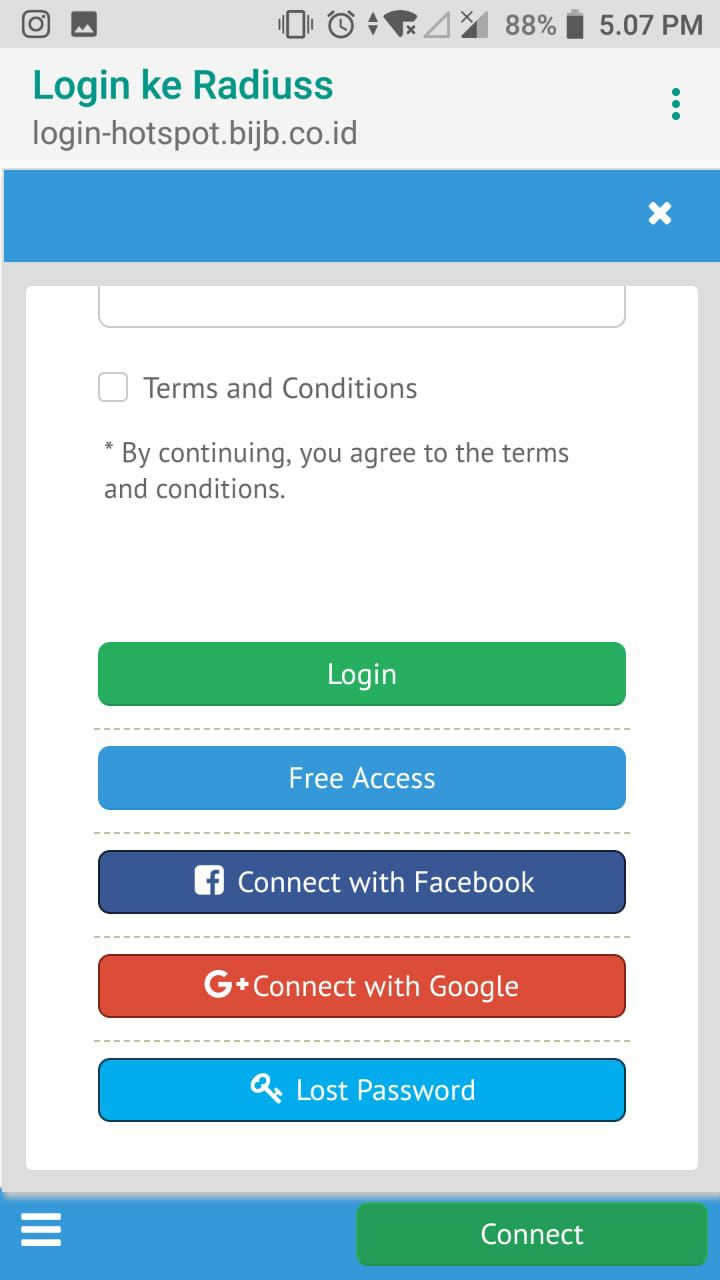 88% 5.07 PM
Login ke Radiuss
login-hotspot.bijb.co.id
Terms and Conditions
* By continuing, you agree to the terms
and conditions.
Login
Free Access
Connect with Facebook
G+ Connect with Google
Lost Password
Connect